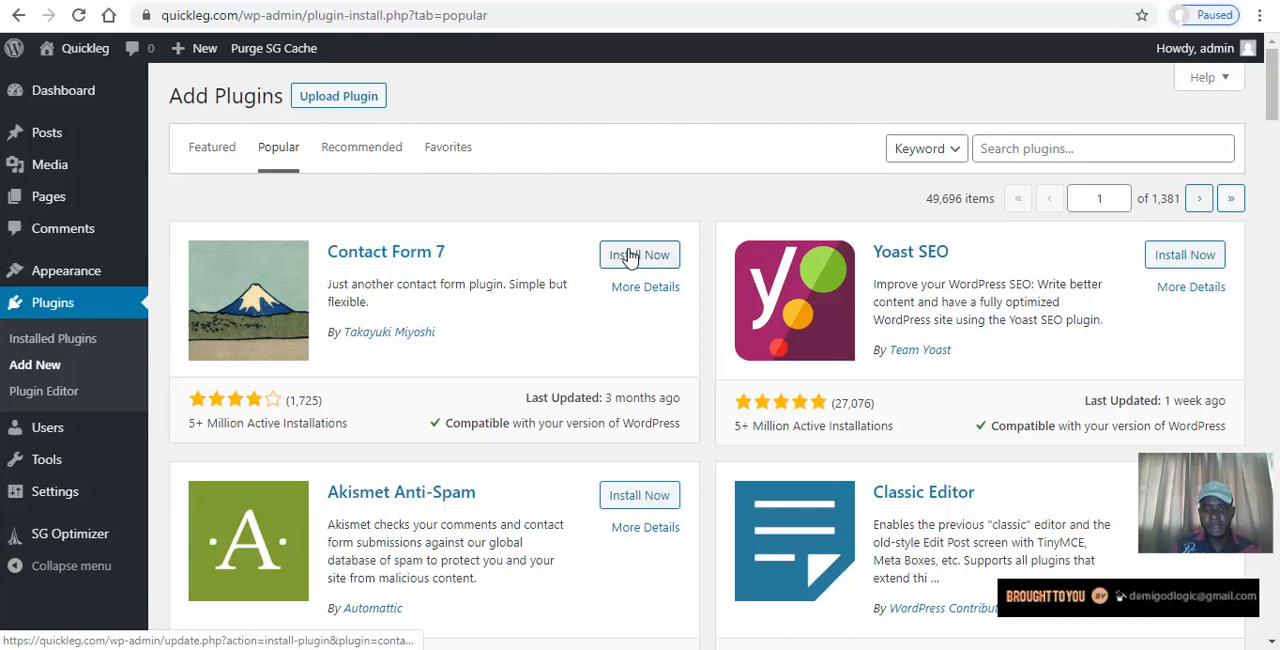 quickleg.com/wp-admin/plugin-install.php?tab=popular
Paused
Quickleg
0
New
Purge SG Cache
Howdy, admin
Dashboard
Posts
Media
Pages
Comments
Appearance
Plugins
Installed Plugins
Add New
Plugin Editor
Users
Tools
Settings
SG Optimizer
Collapse menu
Help
Add Plugins
Upload Plugin
Featured
Popular
Recommended
Favorites
Keyword
Search plugins...
49,696 items
«
‹
1
of 1,381
›
»
Contact Form 7
Install Now
Just another contact form plugin. Simple but
flexible.
More Details
By Takayuki Miyoshi
(1,725)
Last Updated: 3 months ago
5+ Million Active Installations
Compatible with your version of WordPress
Yoast SEO
Install Now
Improve your WordPress SEO: Write better
content and have a fully optimized
WordPress site using the Yoast SEO plugin.
More Details
By Team Yoast
(27,076)
Last Updated: 1 week ago
5+ Million Active Installations
Compatible with your version of WordPress
·A·
Akismet Anti-Spam
Install Now
Akismet checks your comments and contact
form submissions against our global
database of spam to protect you and your
site from malicious content.
More Details
By Automattic
Classic Editor
Enables the previous "classic" editor and the
old-style Edit Post screen with TinyMCE,
Meta Boxes, etc. Supports all plugins that
extend thi ...
By WordPress
BROUGHT TO YOU BY demigodlogic@gmail.com
https://quickleg.com/wp-admin/update.php?action=install-plugin&plugin=conta...